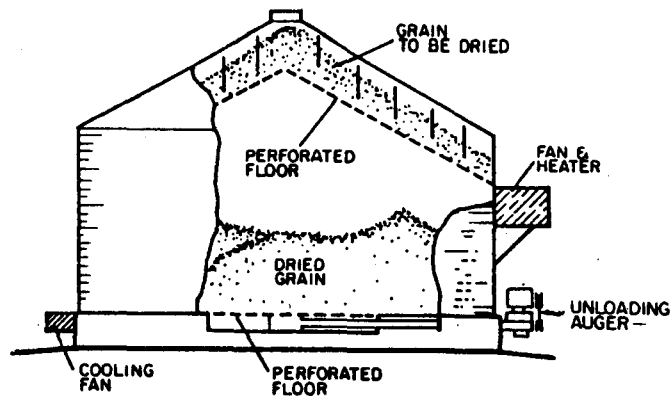 GRAIN
TO BE DRIED
PERFORATED
FLOOR
FAN &
HEATER
DRIED
GRAIN
UNLOADING
AUGER
COOLING
FAN
PERFORATED
FLOOR